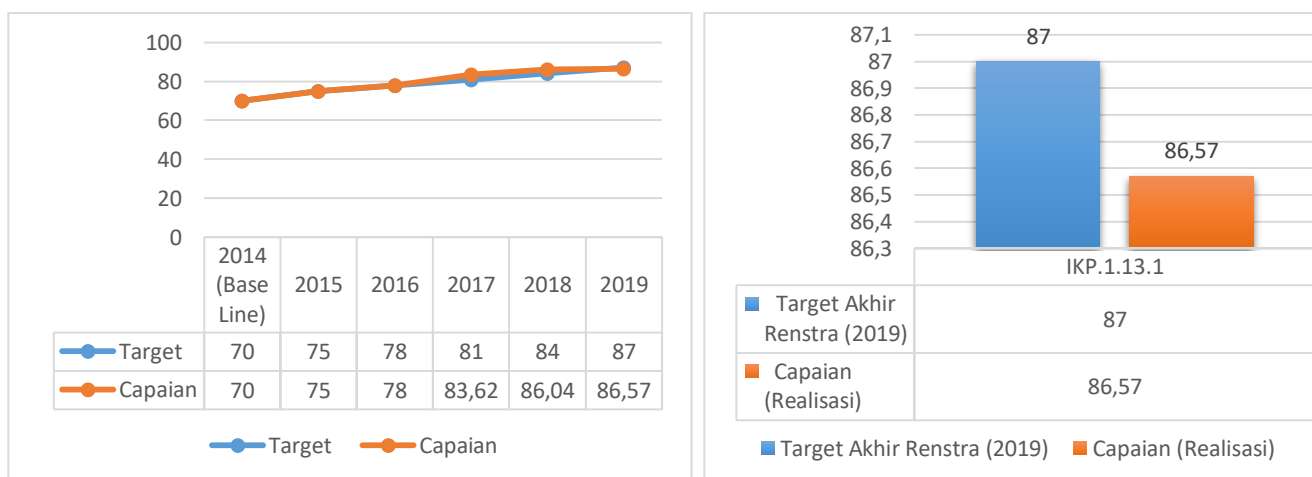 100
80
60
40
20
0
2014
(Base
Line)
2015
2016
2017
2018
2019
Target
70
75
78
81
84
87
Capaian
70
75
78
83,62
86,04
86,57
Target
Capaian
87,1
87
86,9
86,8
86,7
86,6
86,5
86,4
86,3
87
86,57
IKP.1.13.1
Target Akhir
Renstra (2019)
87
Capaian
(Realisasi)
86,57
Target Akhir Renstra (2019)
Capaian (Realisasi)